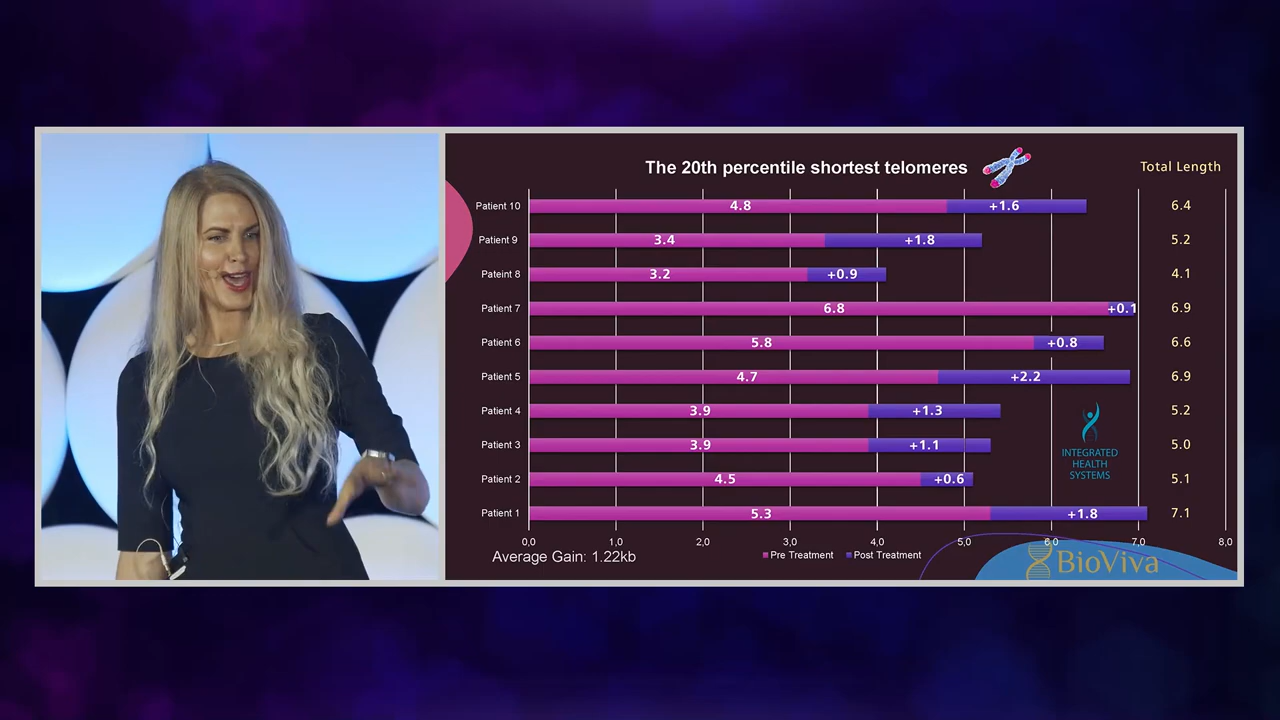 The 20th percentile shortest telomeres
Total Length
Patient 10 4.8 +1.6 6.4
Patient 9 3.4 +1.8 5.2
Pateint 8 3.2 +0.9 4.1
Patient 7 6.8 +0.1 6.9
Patient 6 5.8 +0.8 6.6
Patient 5 4.7 +2.2 6.9
Patient 4 3.9 +1.3 5.2
Patient 3 3.9 +1.1 5.0
INTEGRATED
HEALTH
SYSTEMS
Patient 2 4.5 +0.6 5.1
Patient 1 5.3 +1.8 7.1
0,0 1,0 2,0 3,0 4,0 5,0 6,0 7,0 8,0
Average Gain: 1.22kb
Pre Treatment Post Treatment
BioViva